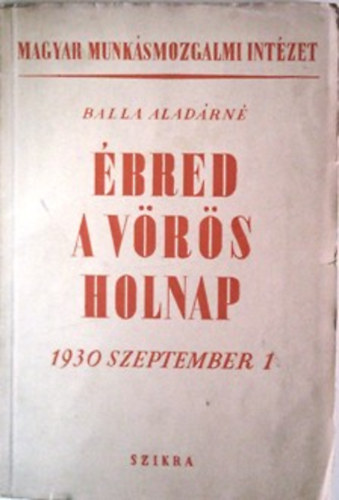 MAGYAR MUNKÁSMOZGALMI INTÉZET
BALLA ALADÁRNÉ
ÉBRED
A VÖRÖS
HOLNAP
1930 SZEPTEMBER 1
SZIKRA